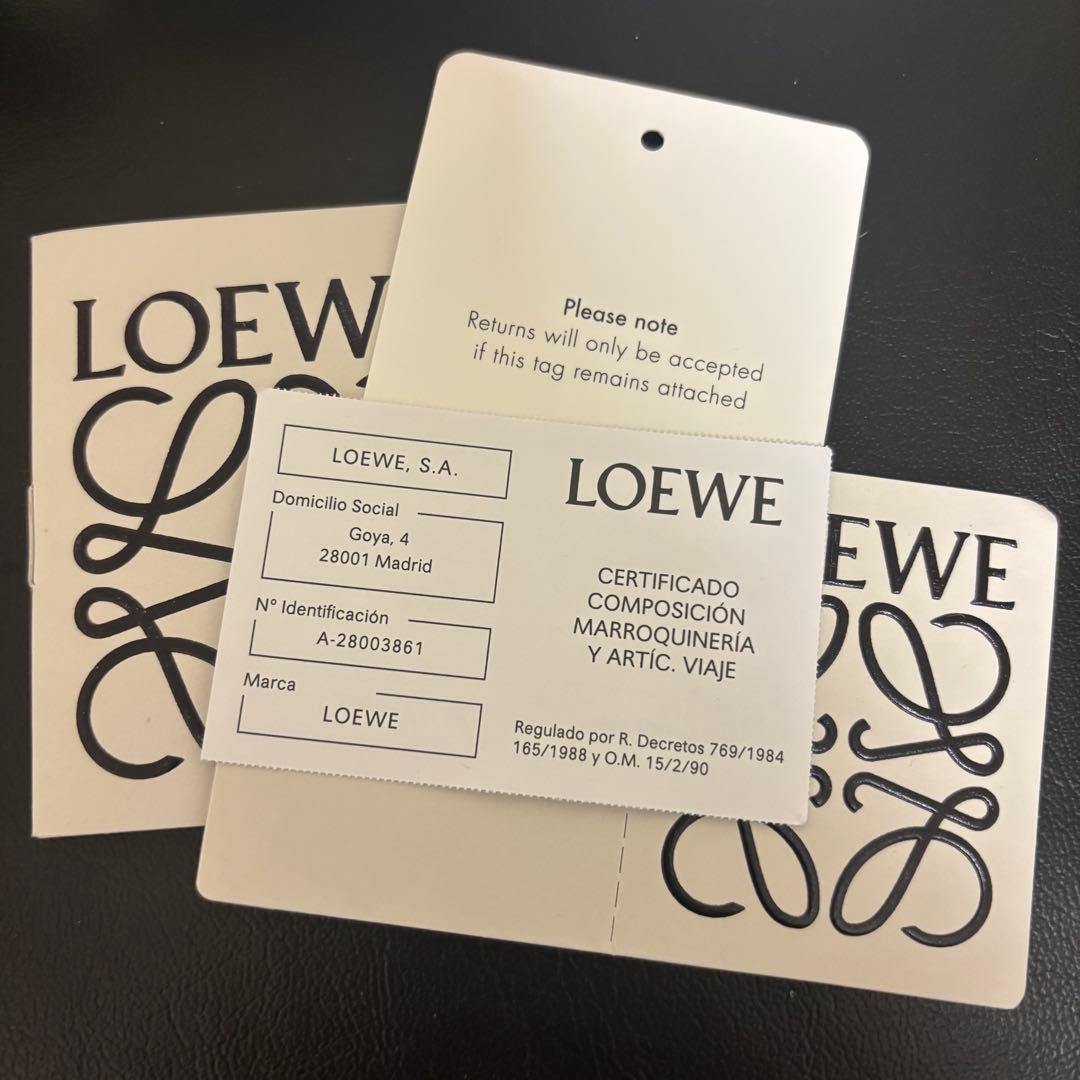 LOEW
Please note
Returns will only be accepted
if this tag remains attached
LOEWE, S.A.
Domicilio Social
Goya, 4
28001 Madrid
Nº Identificación
A-28003861
Marca
LOEWE
LOEWE
CERTIFICADO
COMPOSICIÓN
MARROQUINERÍA
Y ARTÍC. VIAJE
Regulado por R. Decretos 769/1984
165/1988 y O.M. 15/2/90
EWE